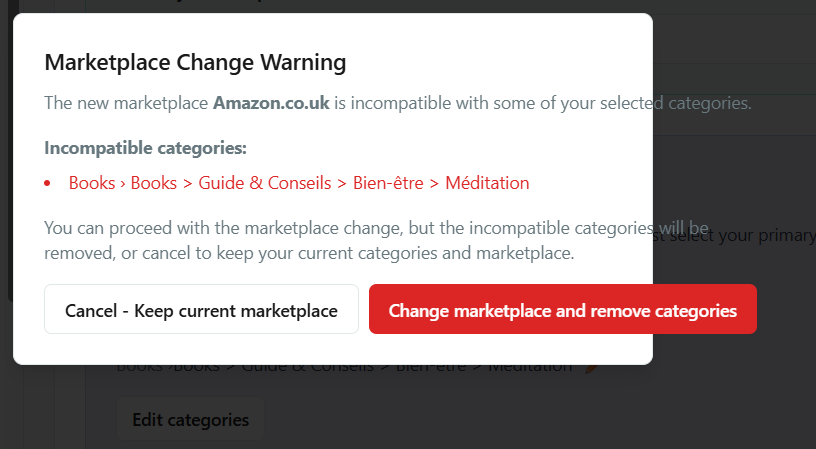 Marketplace Change Warning
The new marketplace Amazon.co.uk is incompatible with some of your selected categories.
Incompatible categories:
• Books › Books > Guide & Conseils > Bien-être > Méditation
You can proceed with the marketplace change, but the incompatible categories will be
st select your primary
removed, or cancel to keep your current categories and marketplace.
Cancel - Keep current marketplace
Change marketplace and remove categories
Books ›Books > Guide & Conseils > Bien-être > Méditation
Edit categories